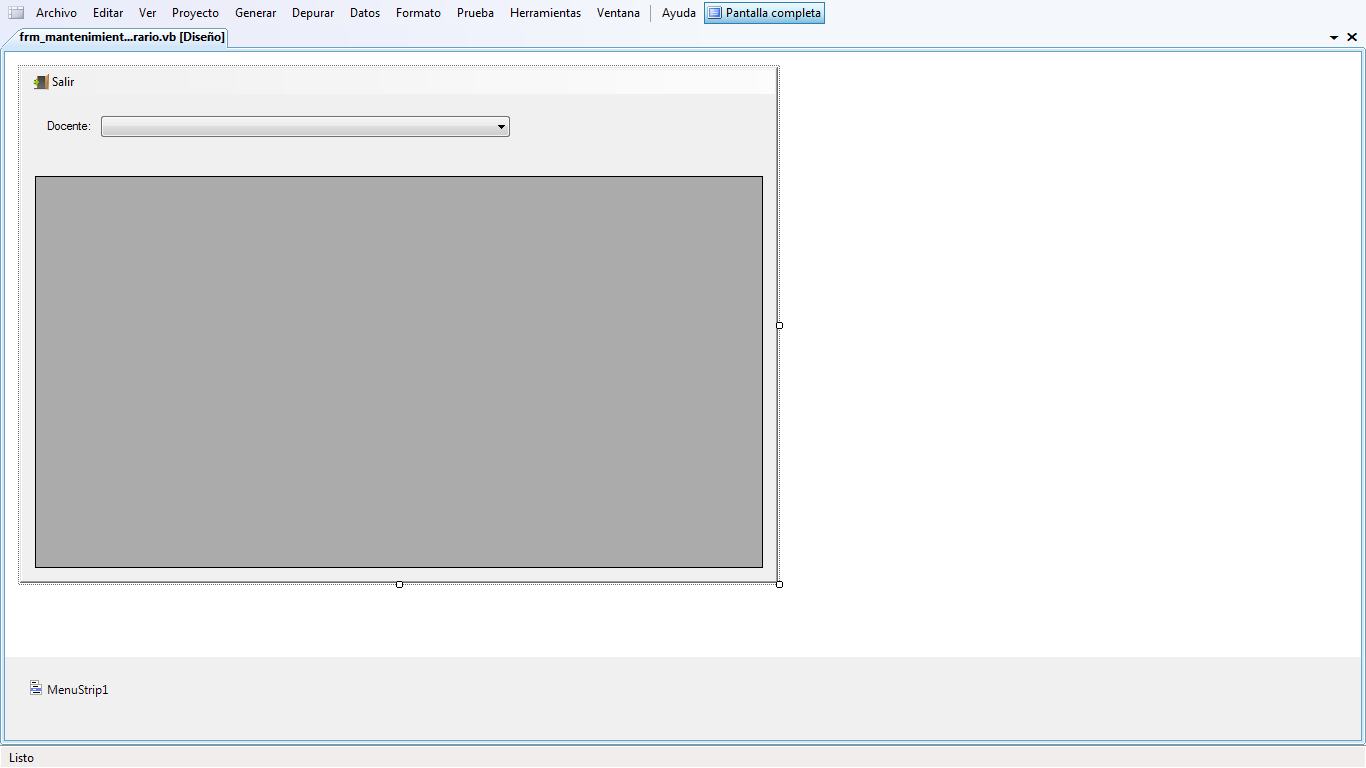 Archivo Editar Ver Proyecto Generar Depurar Datos Formato Prueba Herramientas Ventana Ayuda Pantalla completa
frm_mantenimient...rario.vb [Diseño]
Salir
Docente:
MenuStrip1
Listo